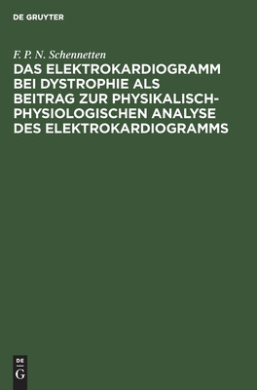 DE GRUYTER
F. P. N. Schennetten
DAS ELEKTROKARDIOGRAMM
BEI DYSTROPHIE ALS
BEITRAG ZUR PHYSIKALISCH-
PHYSIOLOGISCHEN ANALYSE
DES ELEKTROKARDIOGRAMMS
DE
G